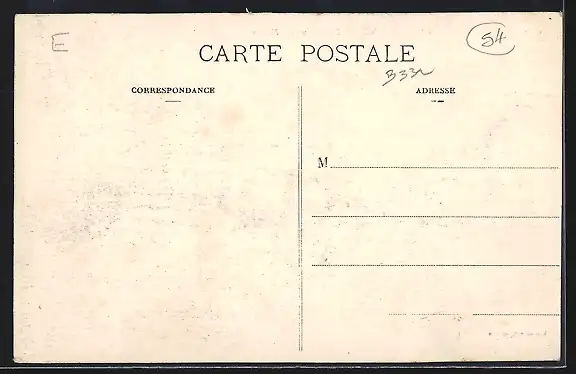 E
54
CARTE POSTALE
B332
CORRESPONDANCE
ADRESSE
M